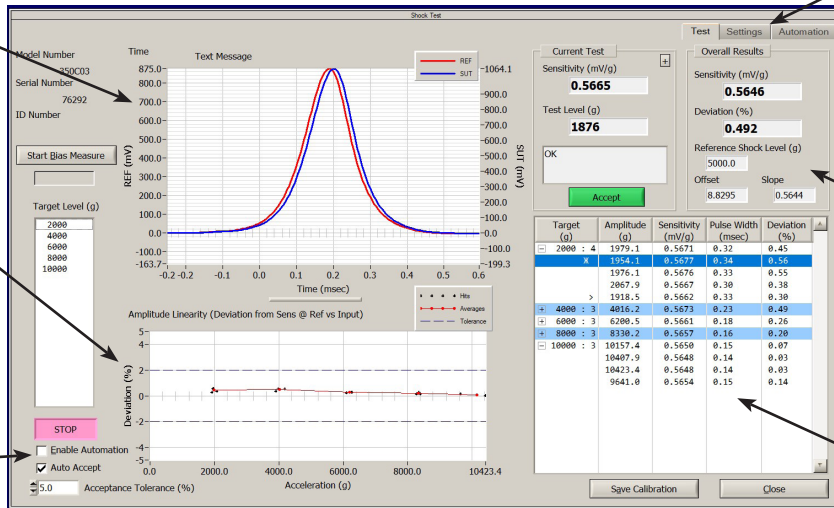 Shock Test
Test Settings Automation
Model Number
350C03
Serial Number
76292
ID Number
Start Bias Measure
Target Level (g)
2000
4000
6000
8000
10000
STOP
Enable Automation
Auto Accept
5.0 Acceptance Tolerance (%)
Time
Text Message
REF
SUT
875.0
800.0
700.0
600.0
500.0
400.0
300.0
200.0
100.0
0.0
-100.0
-163.7
REF (mV)
1064.1
900.0
800.0
700.0
600.0
500.0
400.0
300.0
200.0
100.0
0.0
-100.0
-199.3
SUT (mV)
-0.2 -0.2 -0.1 0.0 0.1 0.2 0.3 0.4 0.5 0.6
Time (msec)
Hits
Averages
Tolerance
Amplitude Linearity (Deviation from Sens @ Ref vs Input)
5
4
2
0
-2
-4
-5
Deviation (%)
0.0 2000.0 4000.0 6000.0 8000.0 10423.4
Acceleration (g)
Current Test
Sensitivity (mV/g)
0.5665
Test Level (g)
1876
OK
Accept
Overall Results
Sensitivity (mV/g)
0.5646
Deviation (%)
0.492
Reference Shock Level (g)
5000.0
Offset Slope
8.8295 0.5644
Target (g) Amplitude (g) Sensitivity (mV/g) Pulse Width (msec) Deviation (%)
2000 : 4 1979.1 0.5671 0.32 0.45
X 1954.1 0.5677 0.34 0.56
1976.1 0.5676 0.33 0.55
2067.9 0.5667 0.30 0.38
> 1918.5 0.5662 0.33 0.30
4000 : 3 4016.2 0.5673 0.23 0.49
6000 : 3 6200.5 0.5661 0.18 0.26
8000 : 3 8330.2 0.5657 0.16 0.20
10000 : 3 10157.4 0.5650 0.15 0.07
10407.9 0.5648 0.14 0.03
10423.4 0.5648 0.14 0.03
9641.0 0.5654 0.15 0.14
Save Calibration
Close